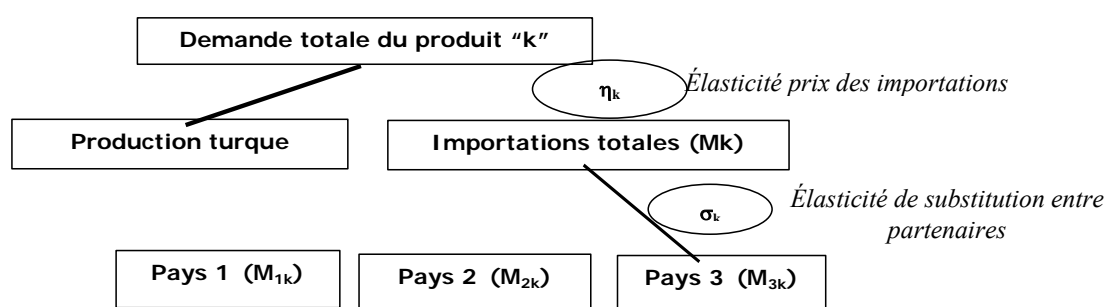 Demande totale du produit “k”
ηk
Élasticité prix des importations
Production turque
Importations totales (Mk)
σk
Élasticité de substitution entre
partenaires
Pays 1 (M1k)
Pays 2 (M2k)
Pays 3 (M3k)